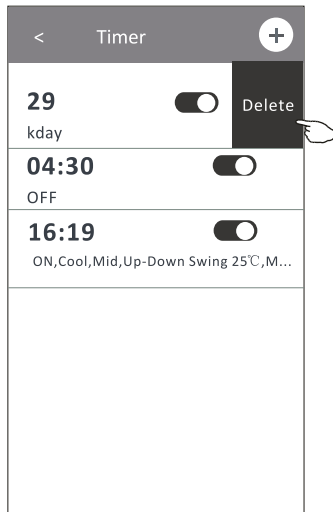 < Timer +
29
kday
Delete
04:30
OFF
16:19
ON,Cool,Mid,Up-Down Swing 25℃,M...